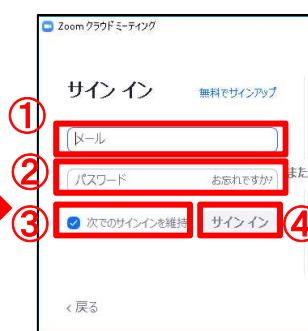 Zoom クラウド ミーティング
サイン イン
無料でサインアップ
①
メール
②
パスワード
お忘れですか?
また
③
次でのサインインを維持
サイン イン
④
戻る